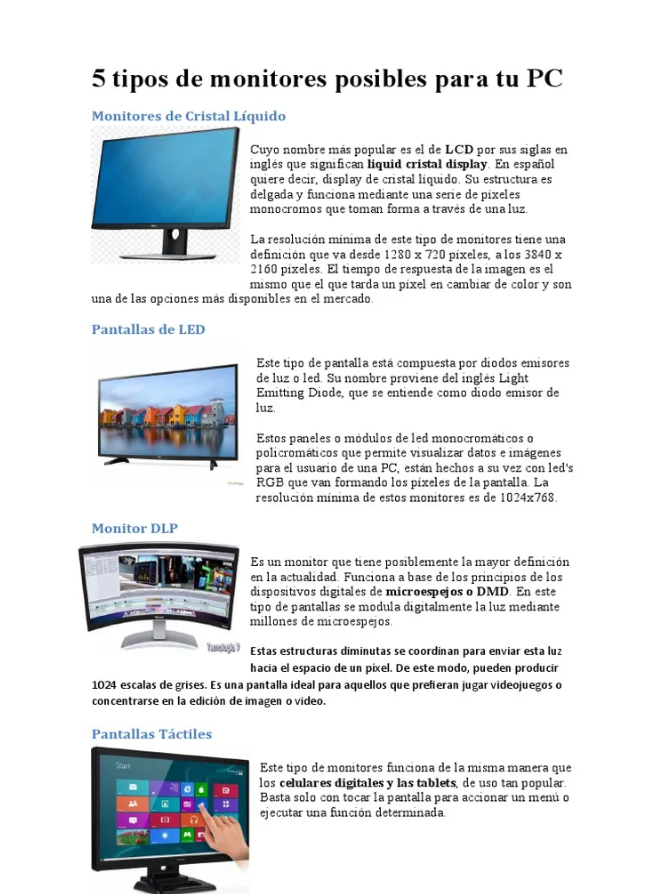 5 tipos de monitores posibles para tu PC
Monitores de Cristal Líquido
Cuyo nombre más popular es el de LCD por sus siglas en
inglés que significan liquid cristal display. En español
quiere decir, display de cristal líquido. Su estructura es
delgada y funciona mediante una serie de píxeles
monocromos que toman forma a través de una luz.
La resolución mínima de este tipo de monitores tiene una
definición que va desde 1280 x 720 píxeles, a los 3840 x
2160 píxeles. El tiempo de respuesta de la imagen es el
mismo que el que tarda un píxel en cambiar de color y son
una de las opciones más disponibles en el mercado.
Pantallas de LED
Este tipo de pantalla está compuesta por diodos emisores
de luz o led. Su nombre proviene del inglés Light
Emitting Diode, que se entiende como diodo emisor de
luz.
Estos paneles o módulos de led monocromáticos o
policromáticos que permite visualizar datos e imágenes
para el usuario de una PC, están hechos a su vez con led's
RGB que van formando los píxeles de la pantalla. La
resolución mínima de estos monitores es de 1024x768.
Monitor DLP
Es un monitor que tiene posiblemente la mayor definición
en la actualidad. Funciona a base de los principios de los
dispositivos digitales de microespejos o DMD. En este
tipo de pantallas se modula digitalmente la luz mediante
millones de microespejos.
Estas estructuras diminutas se coordinan para enviar esta luz
hacia el espacio de un píxel. De este modo, pueden producir
1024 escalas de grises. Es una pantalla ideal para aquellos que prefieran jugar videojuegos o
concentrarse en la edición de imagen o video.
Pantallas Táctiles
Start
Este tipo de monitores funciona de la misma manera que
los celulares digitales y las tablets, de uso tan popular.
Basta solo con tocar la pantalla para accionar un menú o
ejecutar una función determinada.